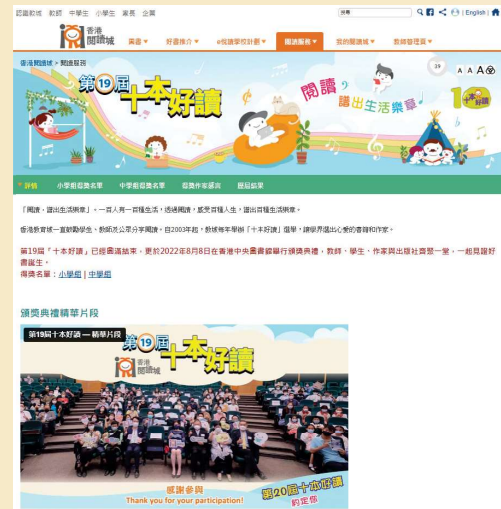 認識教城 教師 中學生 小學生 家長 企業
搜尋
English
香港
閱讀城
英書 好書推介 e悅讀學校計劃 閱讀服務 我的閱讀城 教師管理頁
香港閱讀城 > 閱讀服務
39
A A A
第19屆
十本好讀
閱讀
譜出生活樂章
十本好讀
詳情 小學組得獎名單 中學組得獎名單 得獎作家感言 歷屆結果
「閱讀．譜出生活樂章」。一百人有一百種生活，透過閱讀，感受百種人生，譜出百種生活樂章。
香港教育城一直鼓勵學生、教師及公眾分享閱讀，自2003年起，教城每年舉辦「十本好讀」選舉，讓學界選出心愛的書籍和作家。
第19屆「十本好讀」已經圓滿結束，更於2022年8月8日在香港中央圖書館舉行頒獎典禮，教師、學生、作家與出版社齊聚一堂，一起見證好
書誕生。
得獎名單：小學組 | 中學組
頒獎典禮精華片段
第19屆十本好讀 — 精華片段
第19屆
十本好讀
香港
閱讀城
感謝參與
Thank you for your participation!
第20屆十本好讀
約定你